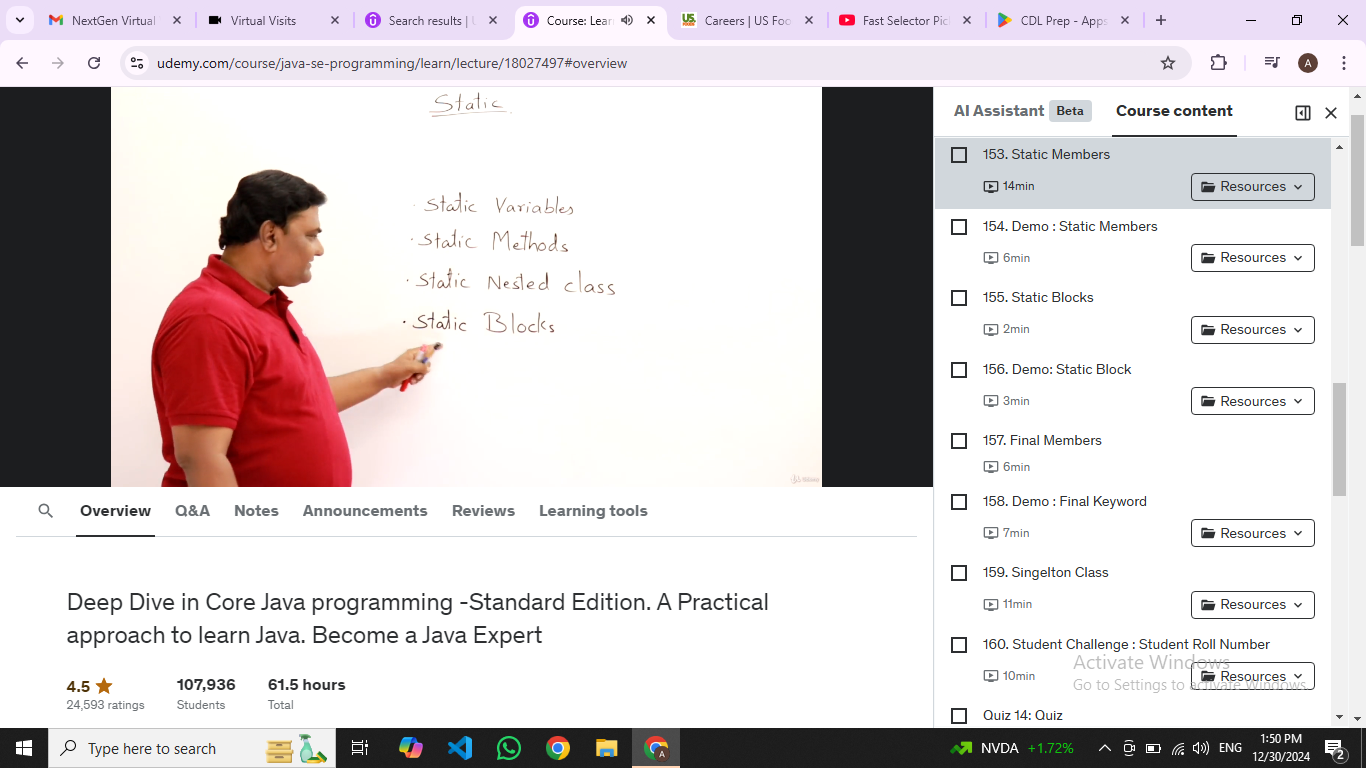 NextGen Virtual
Virtual Visits
Search results | U
Course: Lear
Careers | US Foo
Fast Selector Pic
CDL Prep - Apps
udemy.com/course/java-se-programming/learn/lecture/18027497#overview
A
Static
· Static Variables
· Static Methods
· Static Nested class
· Static Blocks
AI Assistant Beta
Course content
153. Static Members
14min
Resources
154. Demo : Static Members
6min
Resources
155. Static Blocks
2min
Resources
156. Demo: Static Block
3min
Resources
157. Final Members
6min
158. Demo : Final Keyword
7min
Resources
159. Singelton Class
11min
Resources
160. Student Challenge : Student Roll Number
10min
Resources
Quiz 14: Quiz
Activate Windows
Go to Settings to activate Windows.
Overview Q&A Notes Announcements Reviews Learning tools
Deep Dive in Core Java programming -Standard Edition. A Practical
approach to learn Java. Become a Java Expert
4.5 107,936 61.5 hours
24,593 ratings Students Total
Type here to search
NVDA +1.72%
ENG
1:50 PM
12/30/2024
2